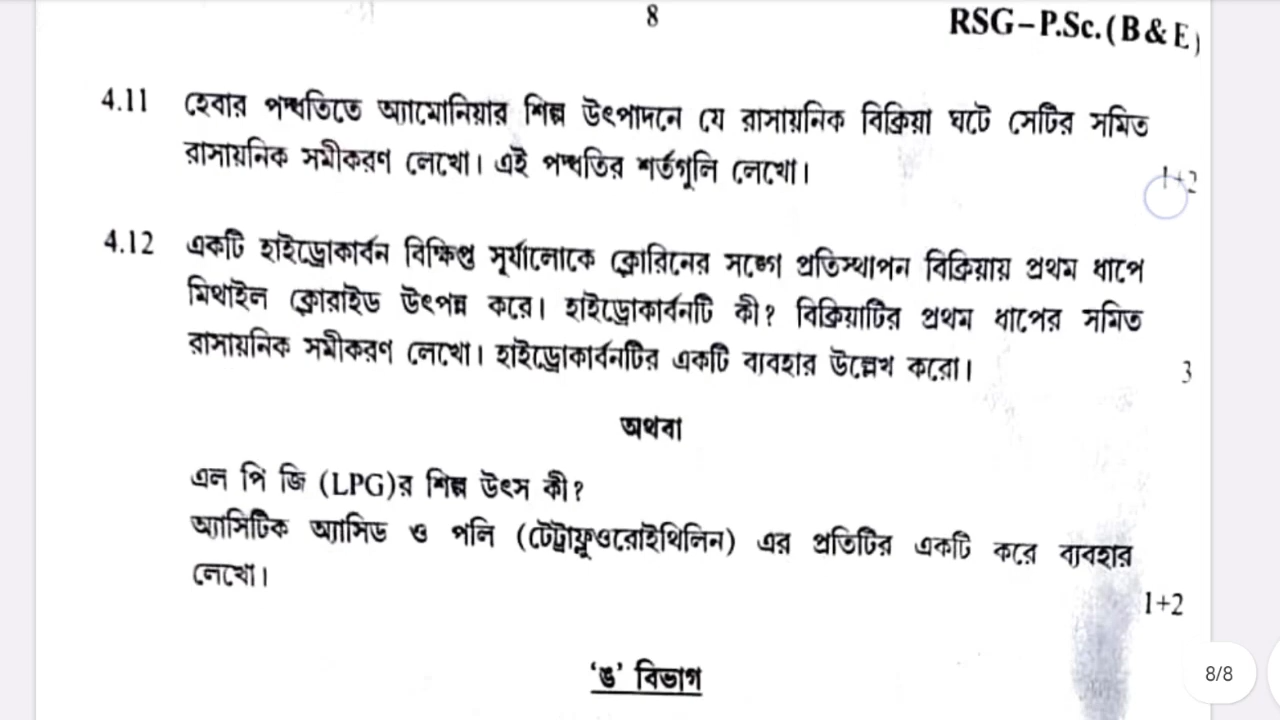 8
RSG–P.Sc.(B & E)
4.11 হেবার পদ্ধতিতে অ্যামোনিয়ার শিল্প উৎপাদনে যে রাসায়নিক বিক্রিয়া ঘটে সেটির সমিত
রাসায়নিক সমীকরণ লেখো। এই পদ্ধতির শর্তগুলি লেখো।
1+2
4.12 একটি হাইড্রোকার্বন বিক্ষিপ্ত সূর্যালোকে ক্লোরিনের সঙ্গে প্রতিস্থাপন বিক্রিয়ায় প্রথম ধাপে
মিথাইল ক্লোরাইড উৎপন্ন করে। হাইড্রোকার্বনটি কী? বিক্রিয়াটির প্রথম ধাপের সমিত
রাসায়নিক সমীকরণ লেখো। হাইড্রোকার্বনটির একটি ব্যবহার উল্লেখ করো।
3
অথবা
এল পি জি (LPG)র শিল্প উৎস কী?
অ্যাসিটিক অ্যাসিড ও পলি (টেট্রাফ্লুওরোইথিলিন) এর প্রতিটির একটি করে ব্যবহার
লেখো।
1+2
‘ঙ’ বিভাগ
8/8